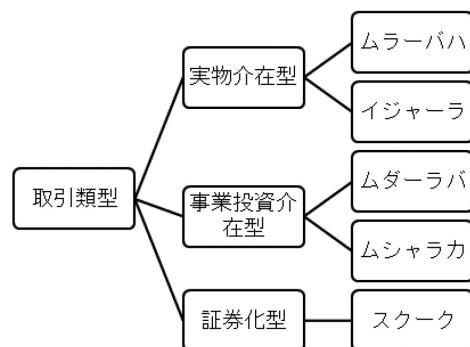 取引類型
実物介在型
ムラーバハ
イジャーラ
事業投資介
在型
ムダーラバ
ムシャラカ
証券化型
スクーク